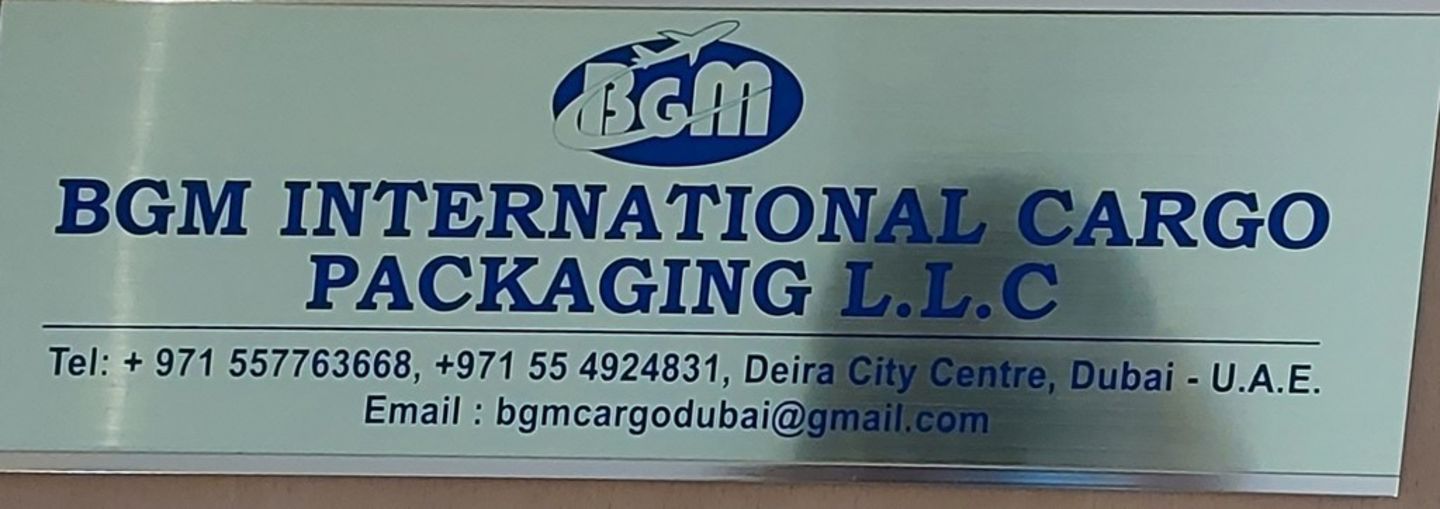 BGM
BGM INTERNATIONAL CARGO
PACKAGING L.L.C
Tel: + 971 557763668, +971 55 4924831, Deira City Centre, Dubai - U.A.E.
Email : bgmcargodubai@gmail.com